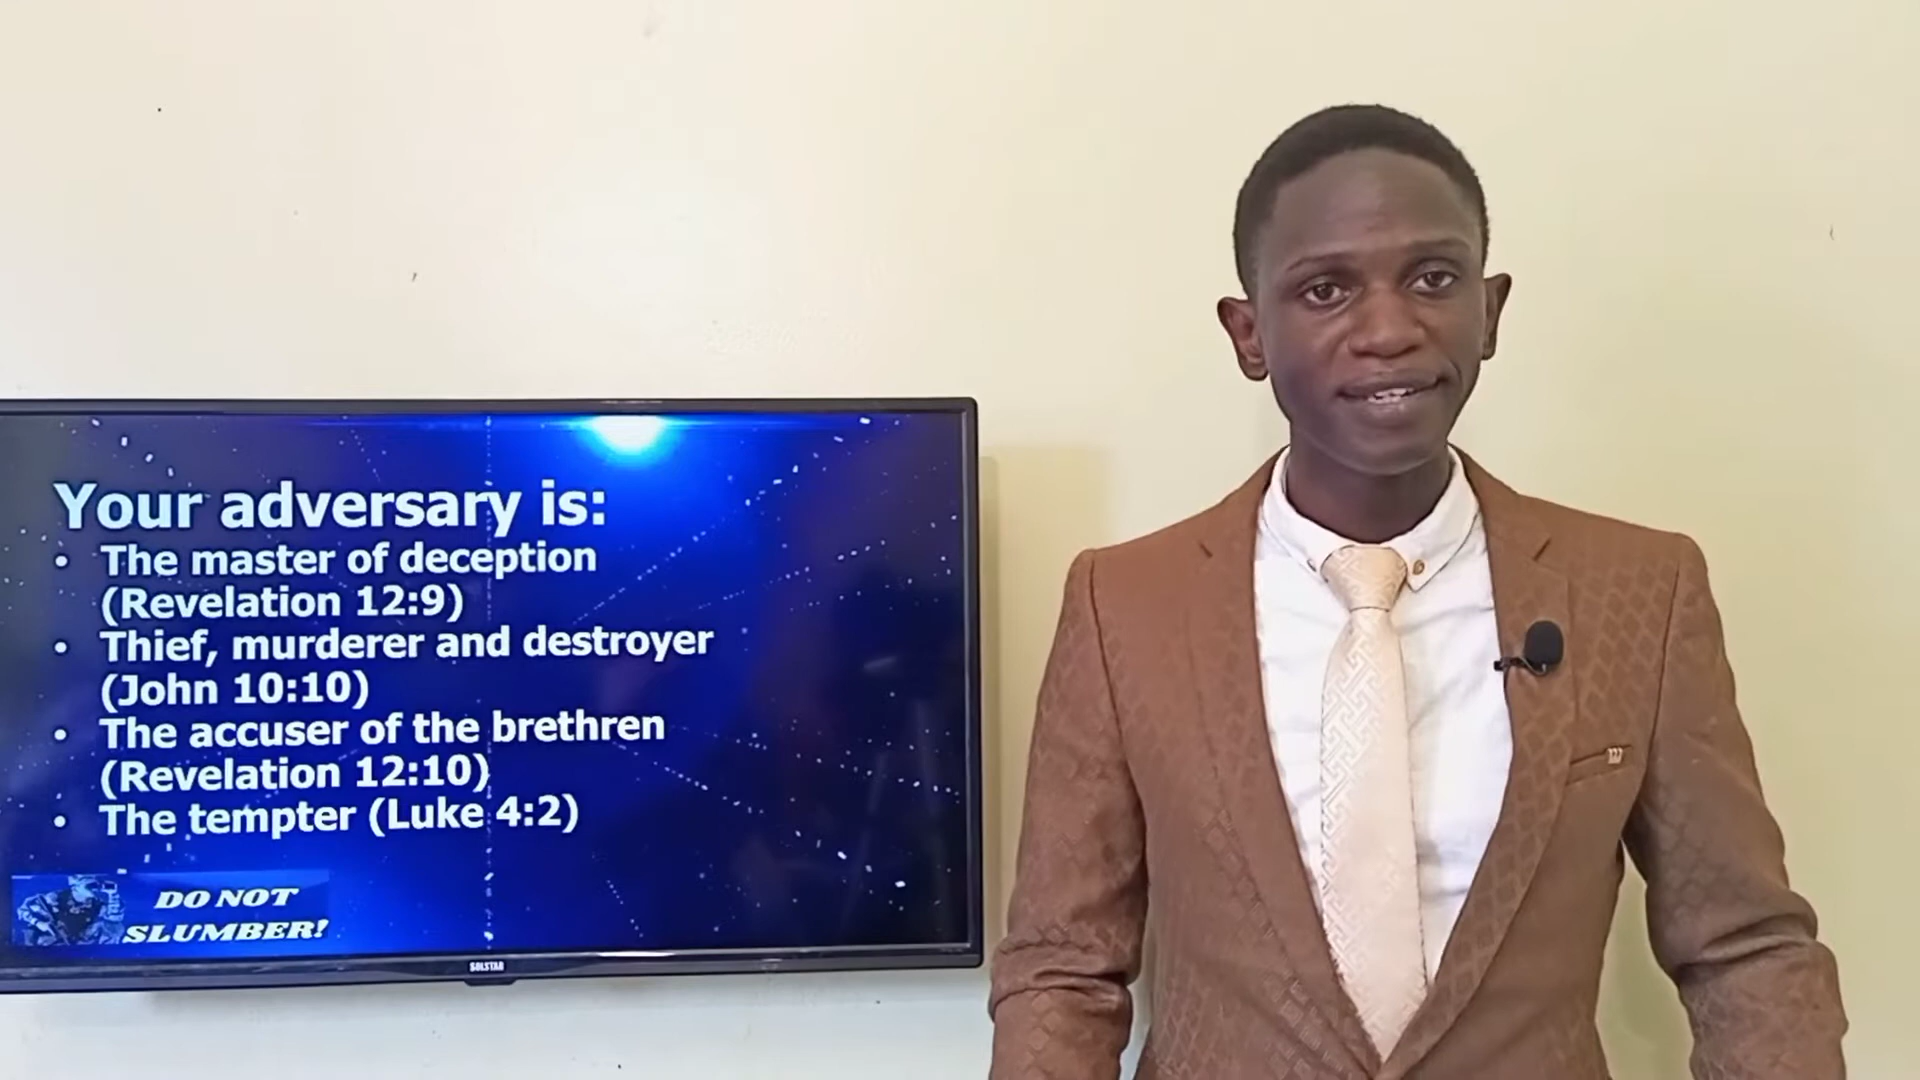 Your adversary is:
• The master of deception
(Revelation 12:9)
• Thief, murderer and destroyer
(John 10:10)
• The accuser of the brethren
(Revelation 12:10)
• The tempter (Luke 4:2)
DO NOT
SLUMBER!
SOLSTAR